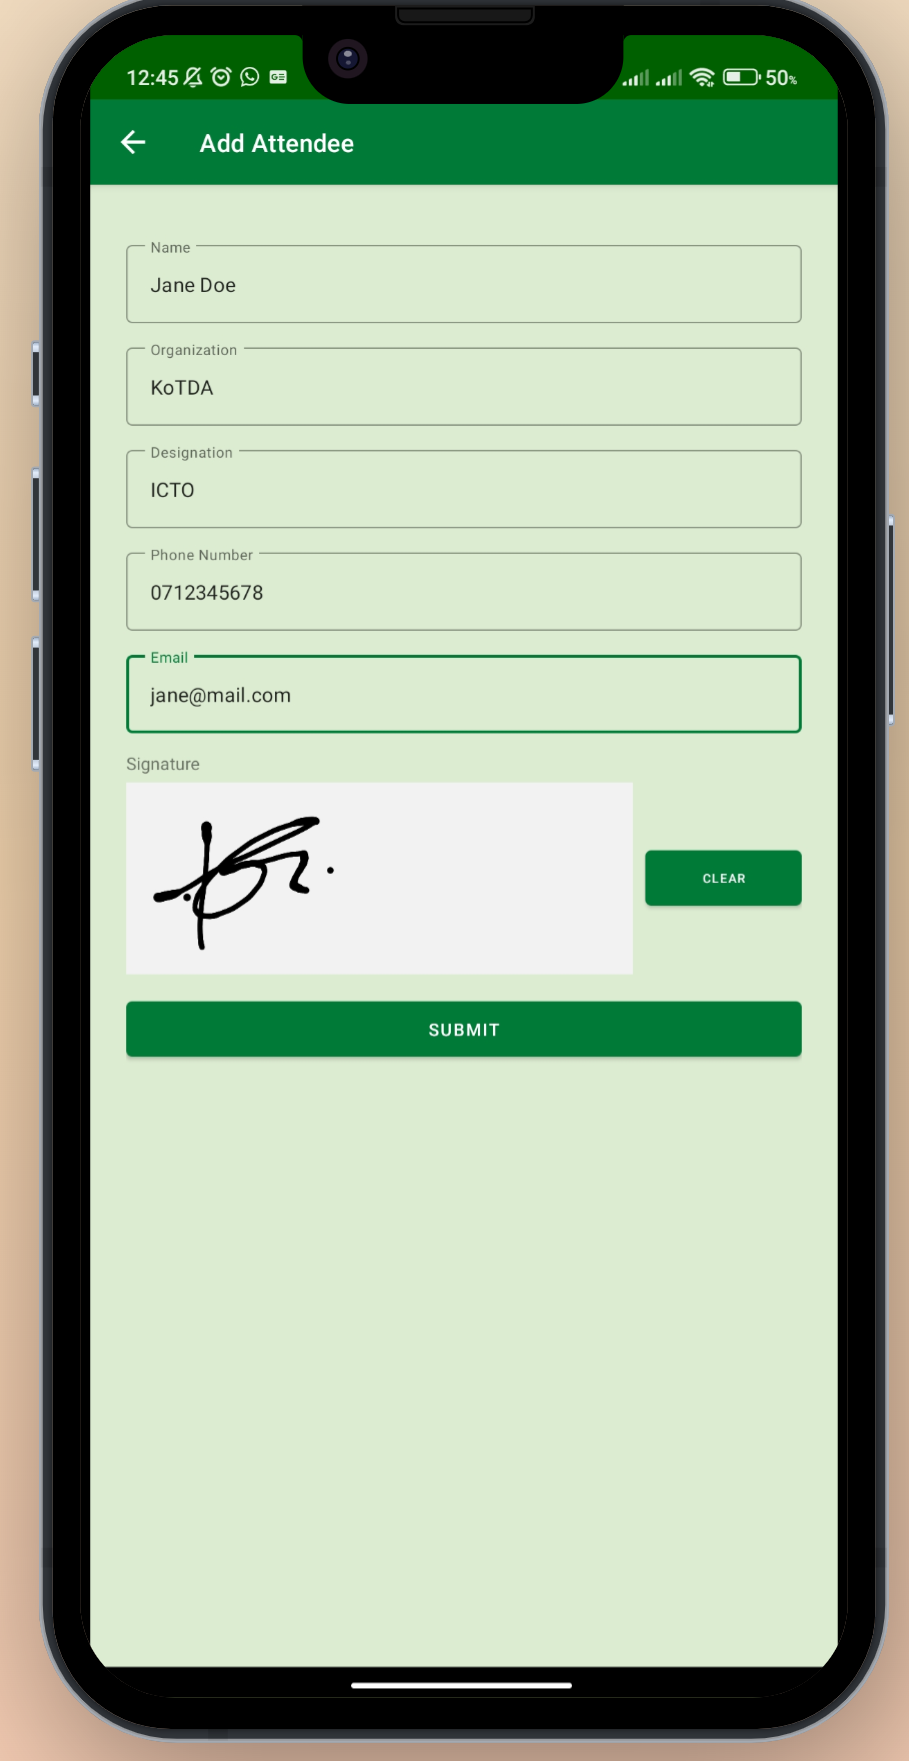 12:45 50%
Add Attendee
Name
Jane Doe
Organization
KoTDA
Designation
ICTO
Phone Number
0712345678
Email
jane@mail.com
Signature
CLEAR
SUBMIT